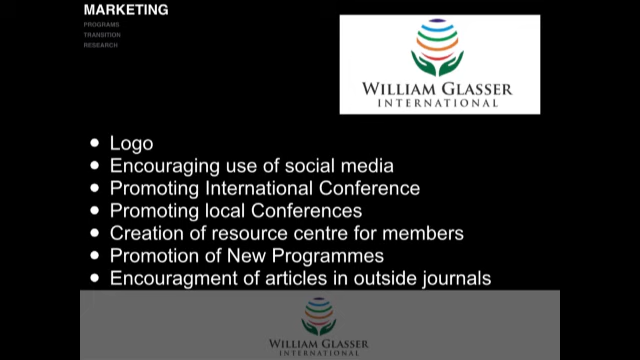 MARKETING
PROGRAMS
TRANSITION
RESEARCH
WILLIAM GLASSER
INTERNATIONAL
• Logo
• Encouraging use of social media
• Promoting International Conference
• Promoting local Conferences
• Creation of resource centre for members
• Promotion of New Programmes
• Encouragment of articles in outside journals
WILLIAM GLASSER
INTERNATIONAL